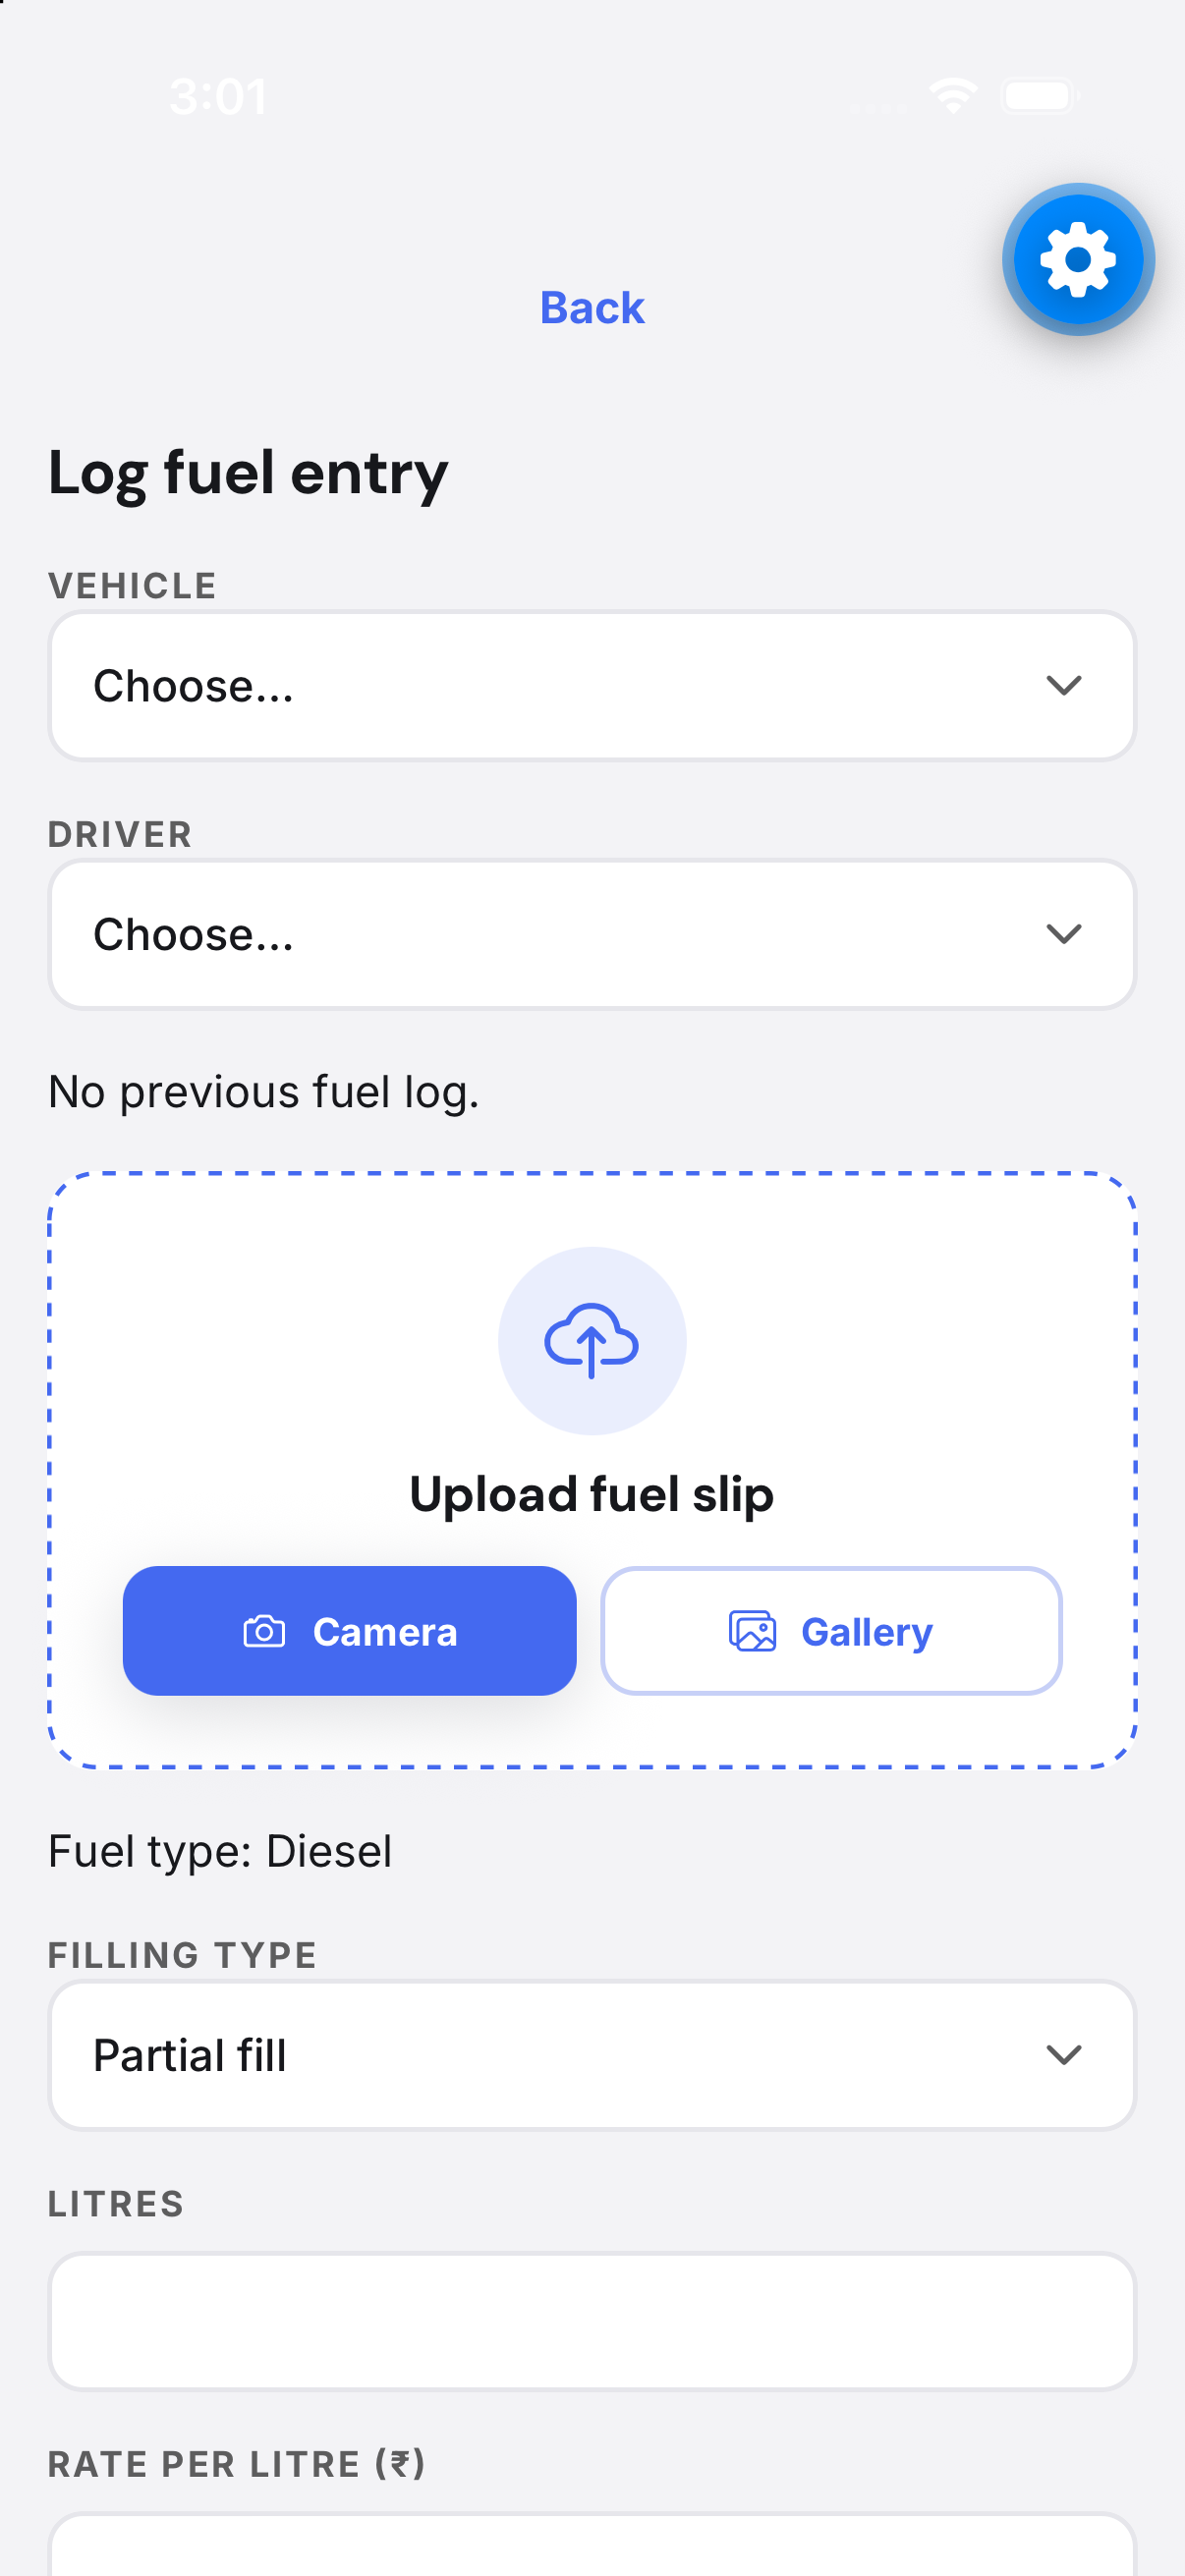 3:01
Back
Log fuel entry
VEHICLE
Choose...
DRIVER
Choose...
No previous fuel log.
Upload fuel slip
Camera
Gallery
Fuel type: Diesel
FILLING TYPE
Partial fill
LITRES
RATE PER LITRE (₹)